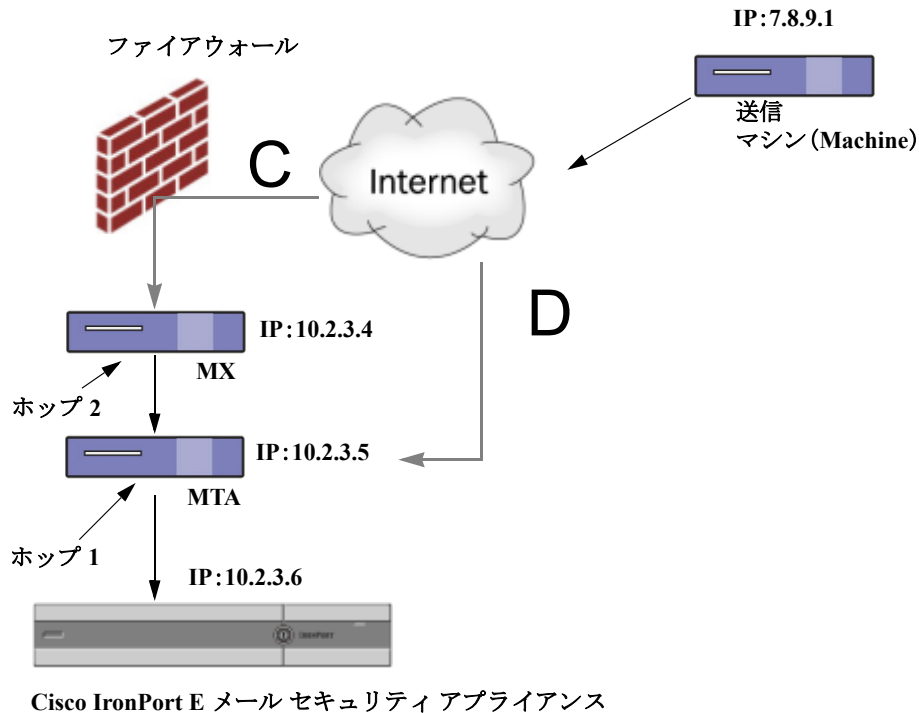 IP:7.8.9.1
ファイアウォール
送信
マシン(Machine)
C
Internet
D
IP:10.2.3.4
MX
ホップ 2
IP:10.2.3.5
MTA
ホップ 1
IP:10.2.3.6
IRONPORT
Cisco IronPort E メール セキュリティ アプライアンス